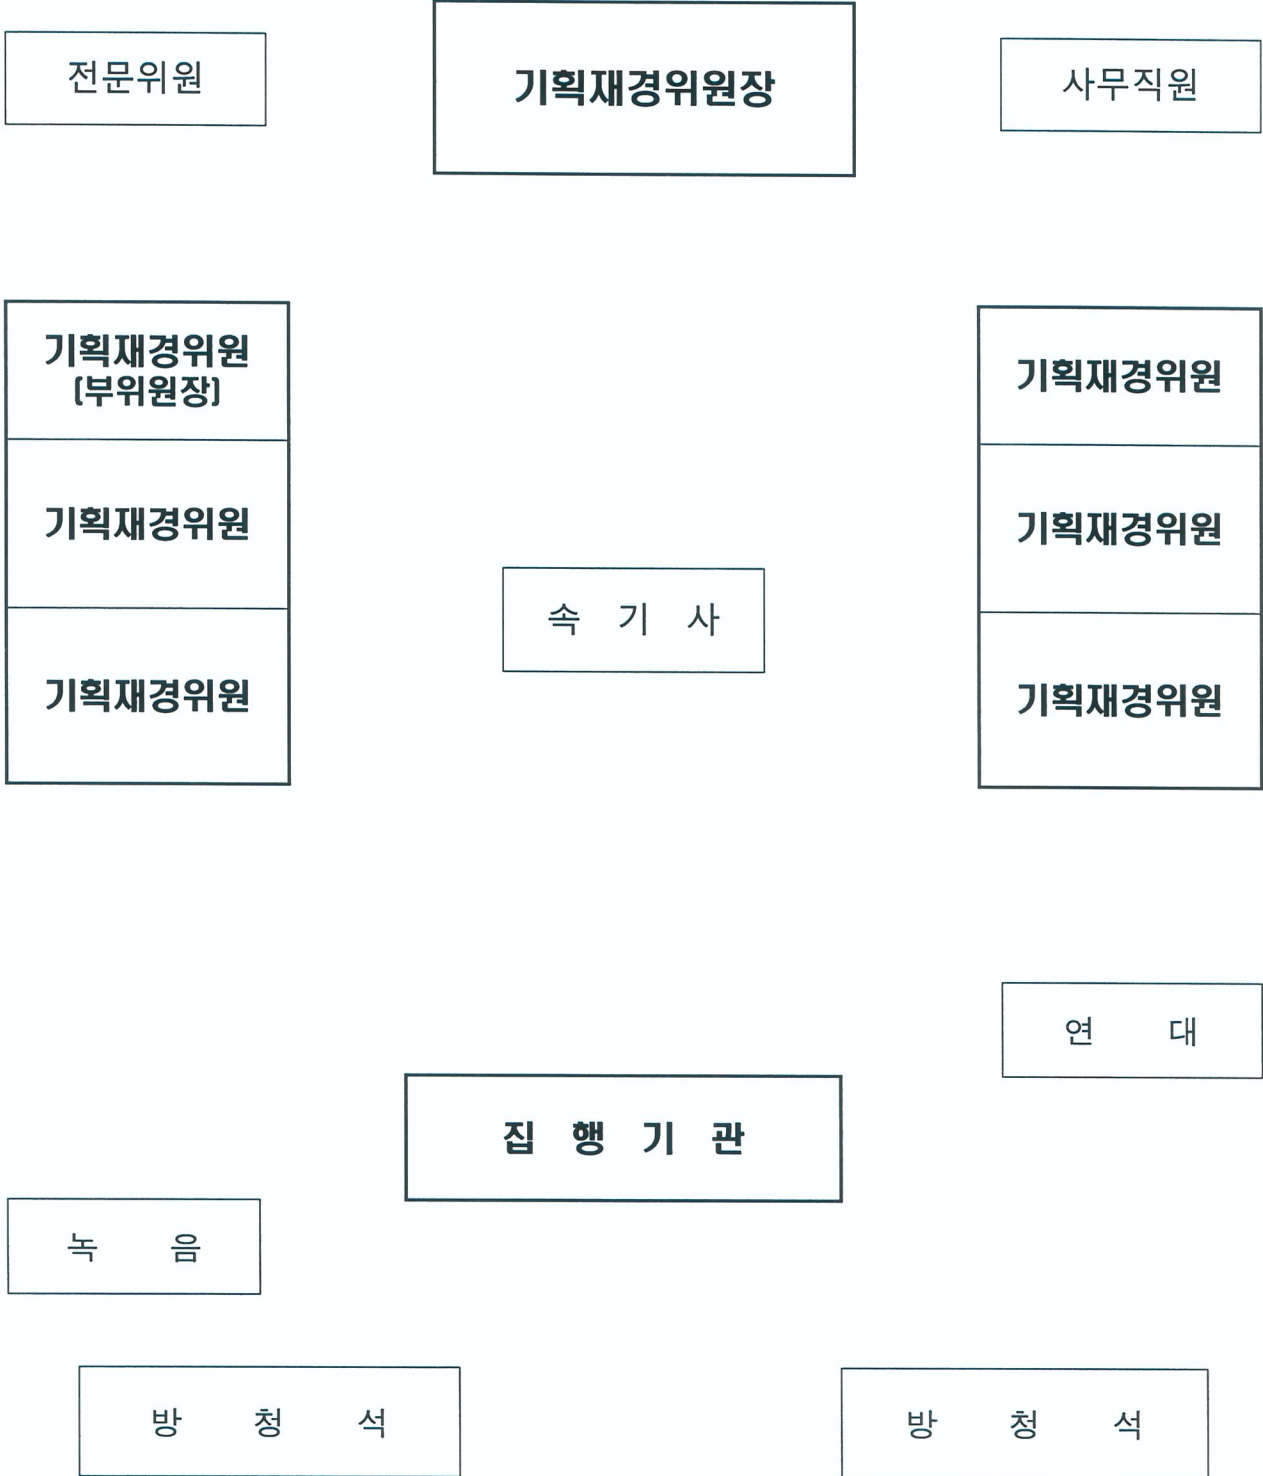 전문위원
기획재경위원장
사무직원
기획재경위원
(부위원장)
기획재경위원
기획재경위원
기획재경위원
기획재경위원
기획재경위원
속 기 사
연 대
집 행 기 관
녹 음
방 청 석
방 청 석